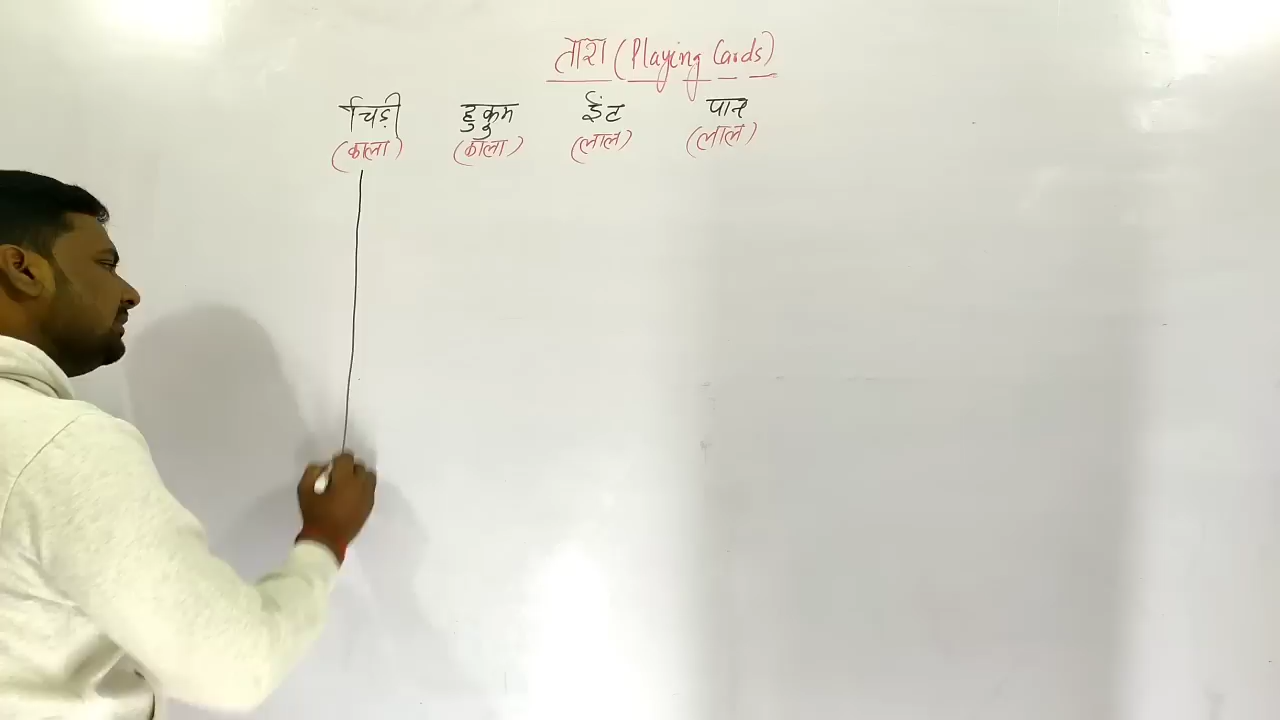 ताश (Playing Cards)
चिड़ी हुकुम ईंट पान
(काला) (काला) (लाल) (लाल)